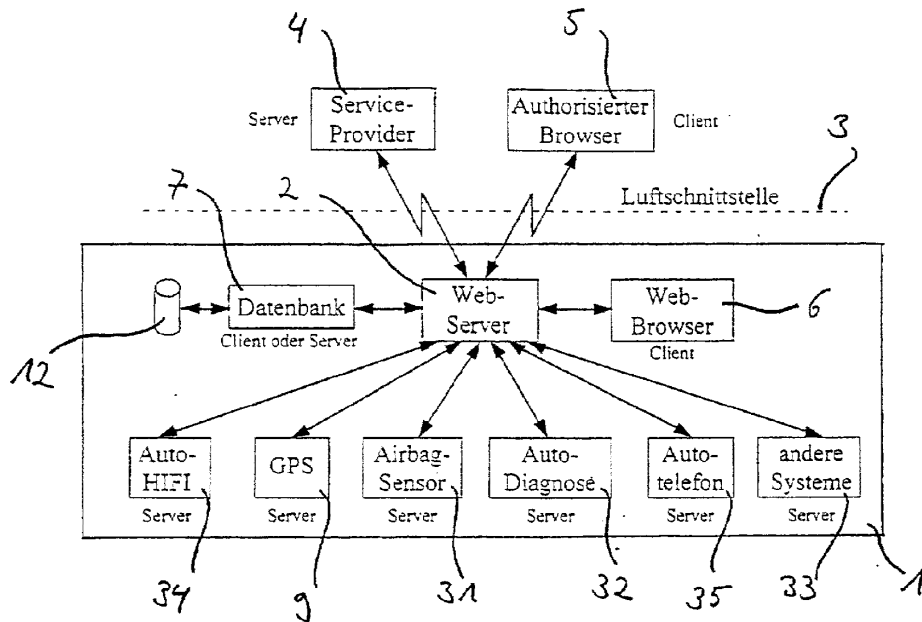 4
5
Server
Service-
Provider
Authorisierter
Browser
Client
3
7
2
Luftschnittstelle
Datenbank
Client oder Server
Web-
Server
Web-
Browser
Client
6
12
Auto-
HIFI
Server
GPS
Server
Airbag-
Sensor
Server
Auto-
Diagnose
Server
Auto-
telefon
Server
andere
Systeme
Server
34
9
31
32
35
33
1